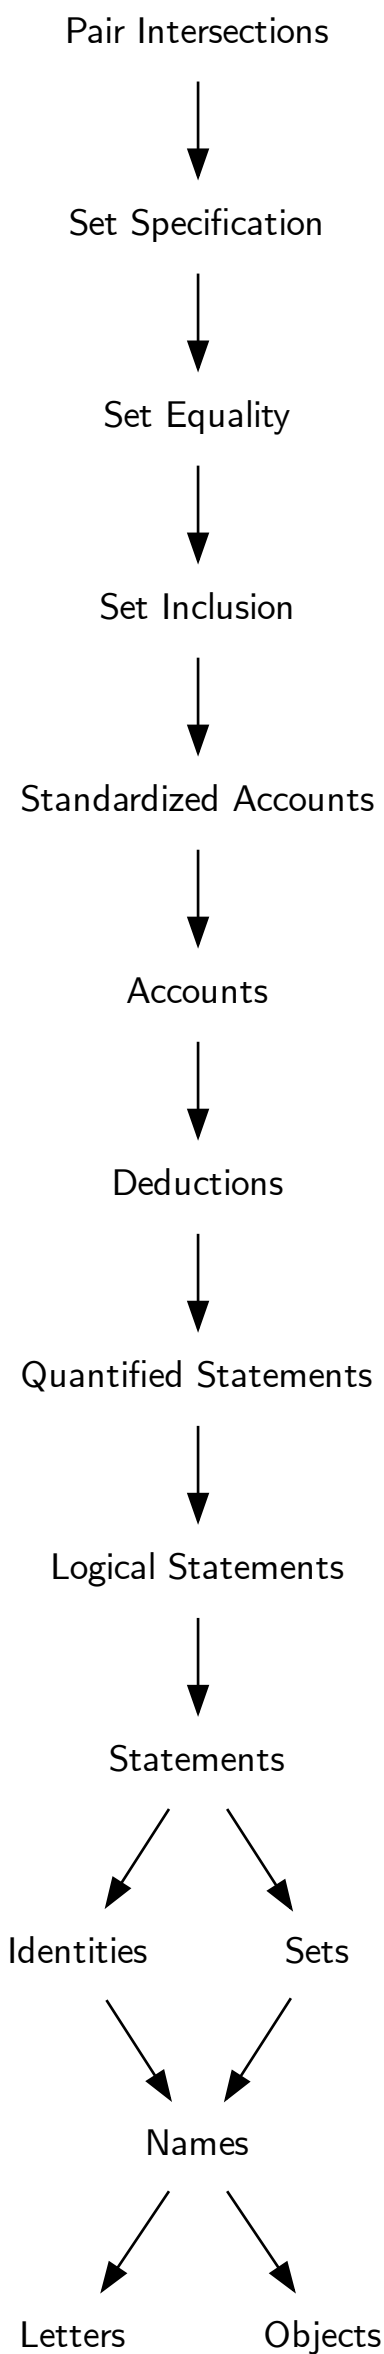 Pair Intersections
Set Specification
Set Equality
Set Inclusion
Standardized Accounts
Accounts
Deductions
Quantified Statements
Logical Statements
Statements
Identities
Sets
Names
Letters
Objects